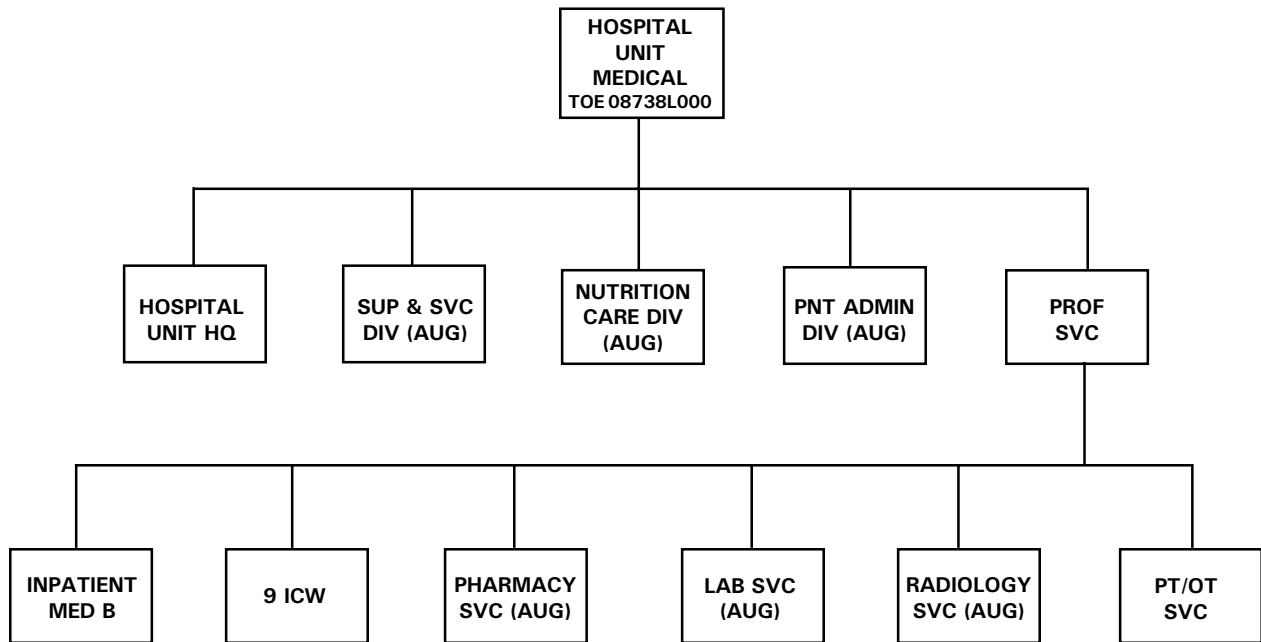 HOSPITAL
UNIT
MEDICAL
TOE 08738L000
HOSPITAL
UNIT HQ
SUP & SVC
DIV (AUG)
NUTRITION
CARE DIV
(AUG)
PNT ADMIN
DIV (AUG)
PROF
SVC
INPATIENT
MED B
9 ICW
PHARMACY
SVC (AUG)
LAB SVC
(AUG)
RADIOLOGY
SVC (AUG)
PT/OT
SVC